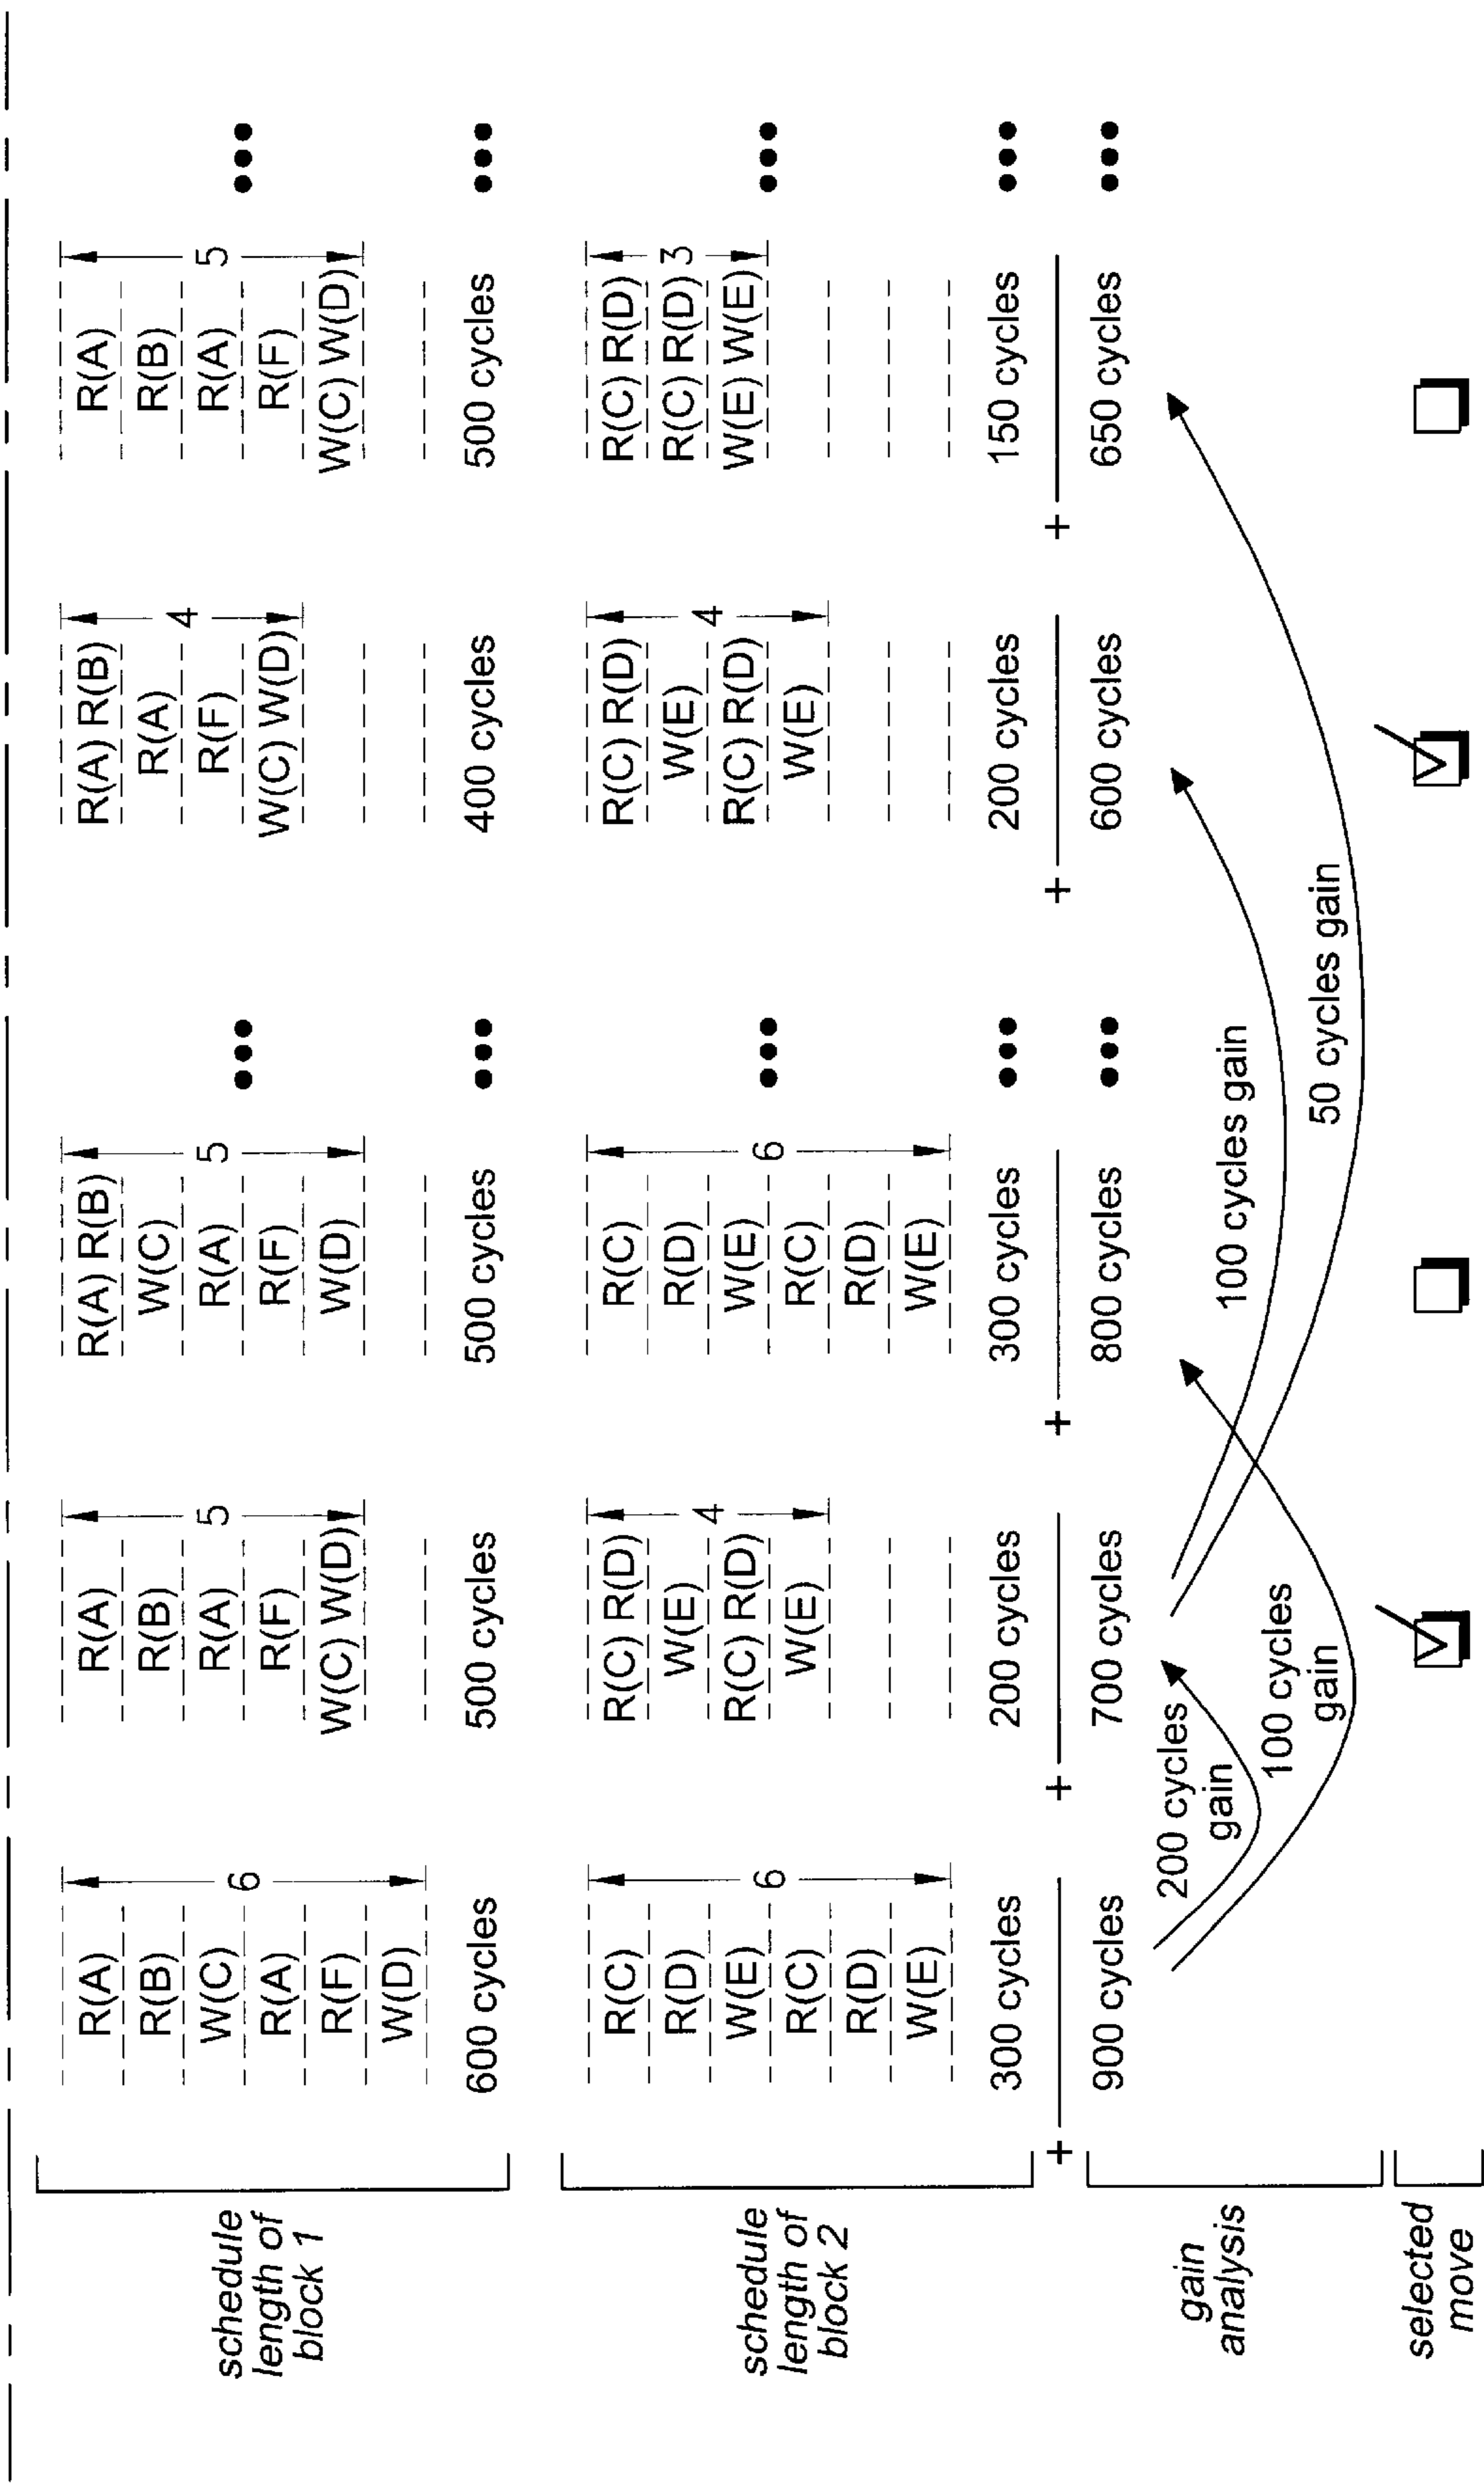 schedule
length of
block 1
R(A)
R(B)
W(C)
R(A)
R(F)
W(D)
6
600 cycles
R(A)
R(B)
R(A)
R(F)
W(C) W(D)
5
500 cycles
R(A) R(B)
W(C)
R(A)
R(F)
W(D)
5
500 cycles
•••
•••
R(A) R(B)
R(A)
R(F)
W(C) W(D)
4
400 cycles
R(A)
R(B)
R(A)
R(F)
W(C) W(D)
5
500 cycles
•••
•••
schedule
length of
block 2
R(C)
R(D)
W(E)
R(C)
R(D)
W(E)
6
300 cycles
R(C) R(D)
W(E)
R(C) R(D)
W(E)
4
200 cycles
R(C)
R(D)
W(E)
R(C)
R(D)
W(E)
6
300 cycles
•••
•••
R(C) R(D)
W(E)
R(C) R(D)
W(E)
4
200 cycles
R(C) R(D)
R(C) R(D)
W(E) W(E)
3
150 cycles
•••
•••
+
+
+
+
+
gain
analysis
900 cycles
700 cycles
800 cycles
•••
600 cycles
650 cycles
•••
200 cycles
gain
100 cycles
gain
100 cycles gain
50 cycles gain
selected
move